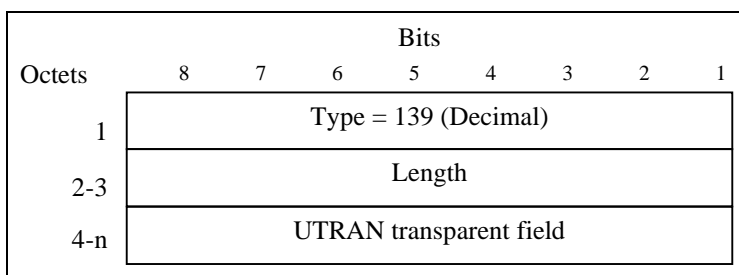 Bits
Octets 8 7 6 5 4 3 2 1
1 Type = 139 (Decimal)
2-3 Length
4-n UTRAN transparent field